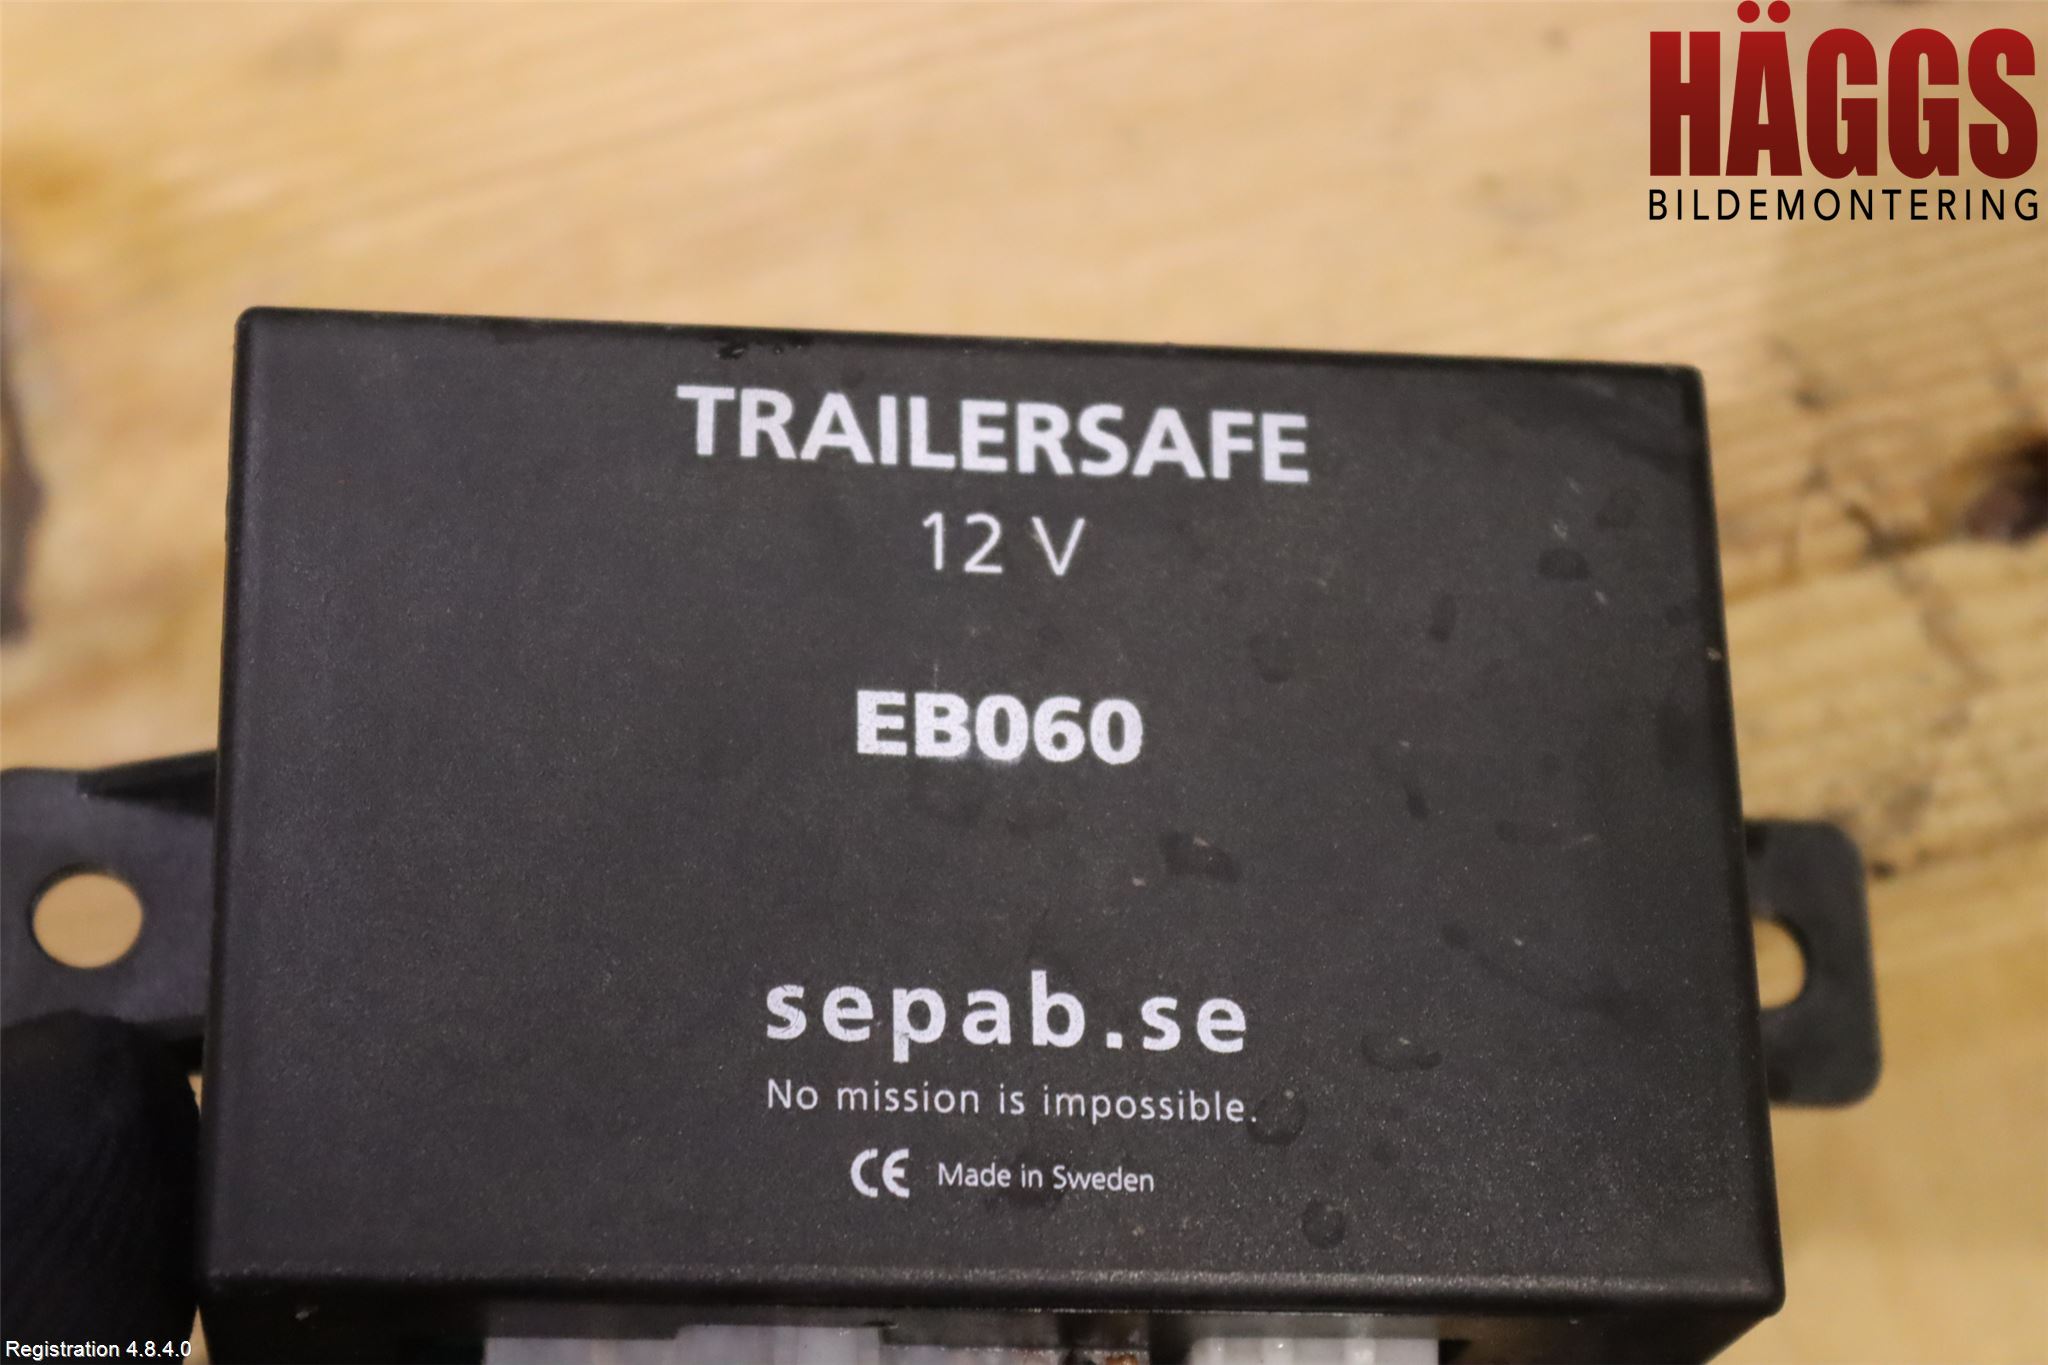 HÄGGS
BILDEMONTERING
TRAILERSAFE
12 V
EB060
sepab.se
No mission is impossible.
CE Made in Sweden
Registration 4.8.4.0